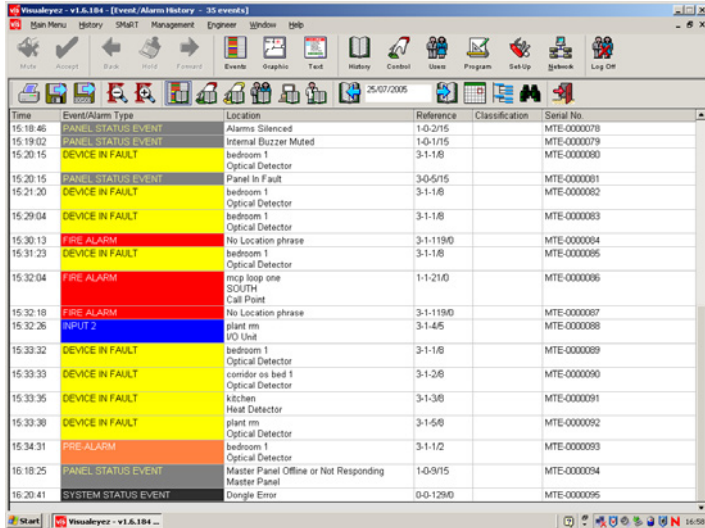 Visualeyez - v1.6.184 - [Event/Alarm History - 35 events]
Main Menu History SMaRT Management Engineer Window Help
Mute Accept Back Hold Forward Events Graphic Text History Control Users Program Set-Up Network Log Off
25/07/2005
Time Event/Alarm Type Location Reference Classification Serial No.
15:18:46 PANEL STATUS EVENT Alarms Silenced 1-0-2/15 MTE-0000078
15:19:02 PANEL STATUS EVENT Internal Buzzer Muted 1-0-1/15 MTE-0000079
15:20:15 DEVICE IN FAULT bedroom 1 3-1-1/8 MTE-0000080
Optical Detector
15:20:15 PANEL STATUS EVENT Panel In Fault 3-0-5/15 MTE-0000081
15:21:20 DEVICE IN FAULT bedroom 1 3-1-1/8 MTE-0000082
Optical Detector
15:29:04 DEVICE IN FAULT bedroom 1 3-1-1/8 MTE-0000083
Optical Detector
15:30:13 FIRE ALARM No Location phrase 3-1-119/0 MTE-0000084
15:31:23 DEVICE IN FAULT bedroom 1 3-1-1/8 MTE-0000085
Optical Detector
15:32:04 FIRE ALARM mcp loop one 1-1-21/0 MTE-0000086
SOUTH
Call Point
15:32:18 FIRE ALARM No Location phrase 3-1-119/0 MTE-0000087
15:32:26 INPUT 2 plant rm 3-1-4/5 MTE-0000088
I/O Unit
15:33:32 DEVICE IN FAULT bedroom 1 3-1-1/8 MTE-0000089
Optical Detector
15:33:33 DEVICE IN FAULT corridor os bed 1 3-1-2/8 MTE-0000090
Optical Detector
15:33:35 DEVICE IN FAULT kitchen 3-1-3/8 MTE-0000091
Heat Detector
15:33:38 DEVICE IN FAULT plant rm 3-1-5/8 MTE-0000092
Optical Detector
15:34:31 PRE-ALARM bedroom 1 3-1-1/2 MTE-0000093
Optical Detector
16:18:25 PANEL STATUS EVENT Master Panel Offline or Not Responding 1-0-9/15 MTE-0000094
Master Panel
16:20:41 SYSTEM STATUS EVENT Dongle Error 0-0-129/0 MTE-0000095
Start Visualeyez - v1.6.184 ... 16:58